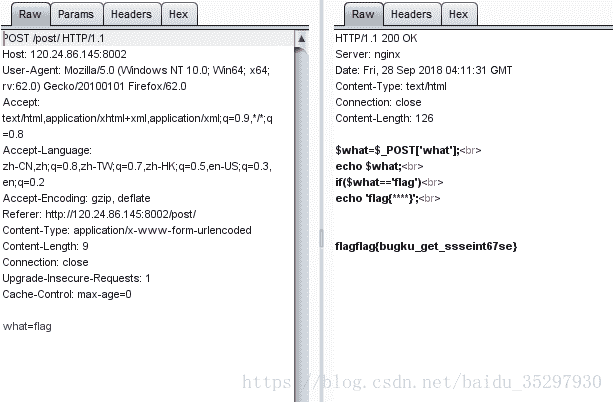 Raw Params Headers Hex
POST /post/ HTTP/1.1
Host: 120.24.86.145:8002
User-Agent: Mozilla/5.0 (Windows NT 10.0; Win64; x64;
rv:62.0) Gecko/20100101 Firefox/62.0
Accept:
text/html,application/xhtml+xml,application/xml;q=0.9,*/*;q
=0.8
Accept-Language:
zh-CN,zh;q=0.8,zh-TW;q=0.7,zh-HK;q=0.5,en-US;q=0.3,
en;q=0.2
Accept-Encoding: gzip, deflate
Referer: http://120.24.86.145:8002/post/
Content-Type: application/x-www-form-urlencoded
Content-Length: 9
Connection: close
Upgrade-Insecure-Requests: 1
Cache-Control: max-age=0
what=flag
Raw Headers Hex
HTTP/1.1 200 OK
Server: nginx
Date: Fri, 28 Sep 2018 04:11:31 GMT
Content-Type: text/html
Connection: close
Content-Length: 126
$what=$_POST['what'];<br>
echo $what;<br>
if($what=='flag')<br>
echo 'flag{****}';<br>
flagflag{bugku_get_ssseint67se}
https://blog.csdn.net/baidu_35297930